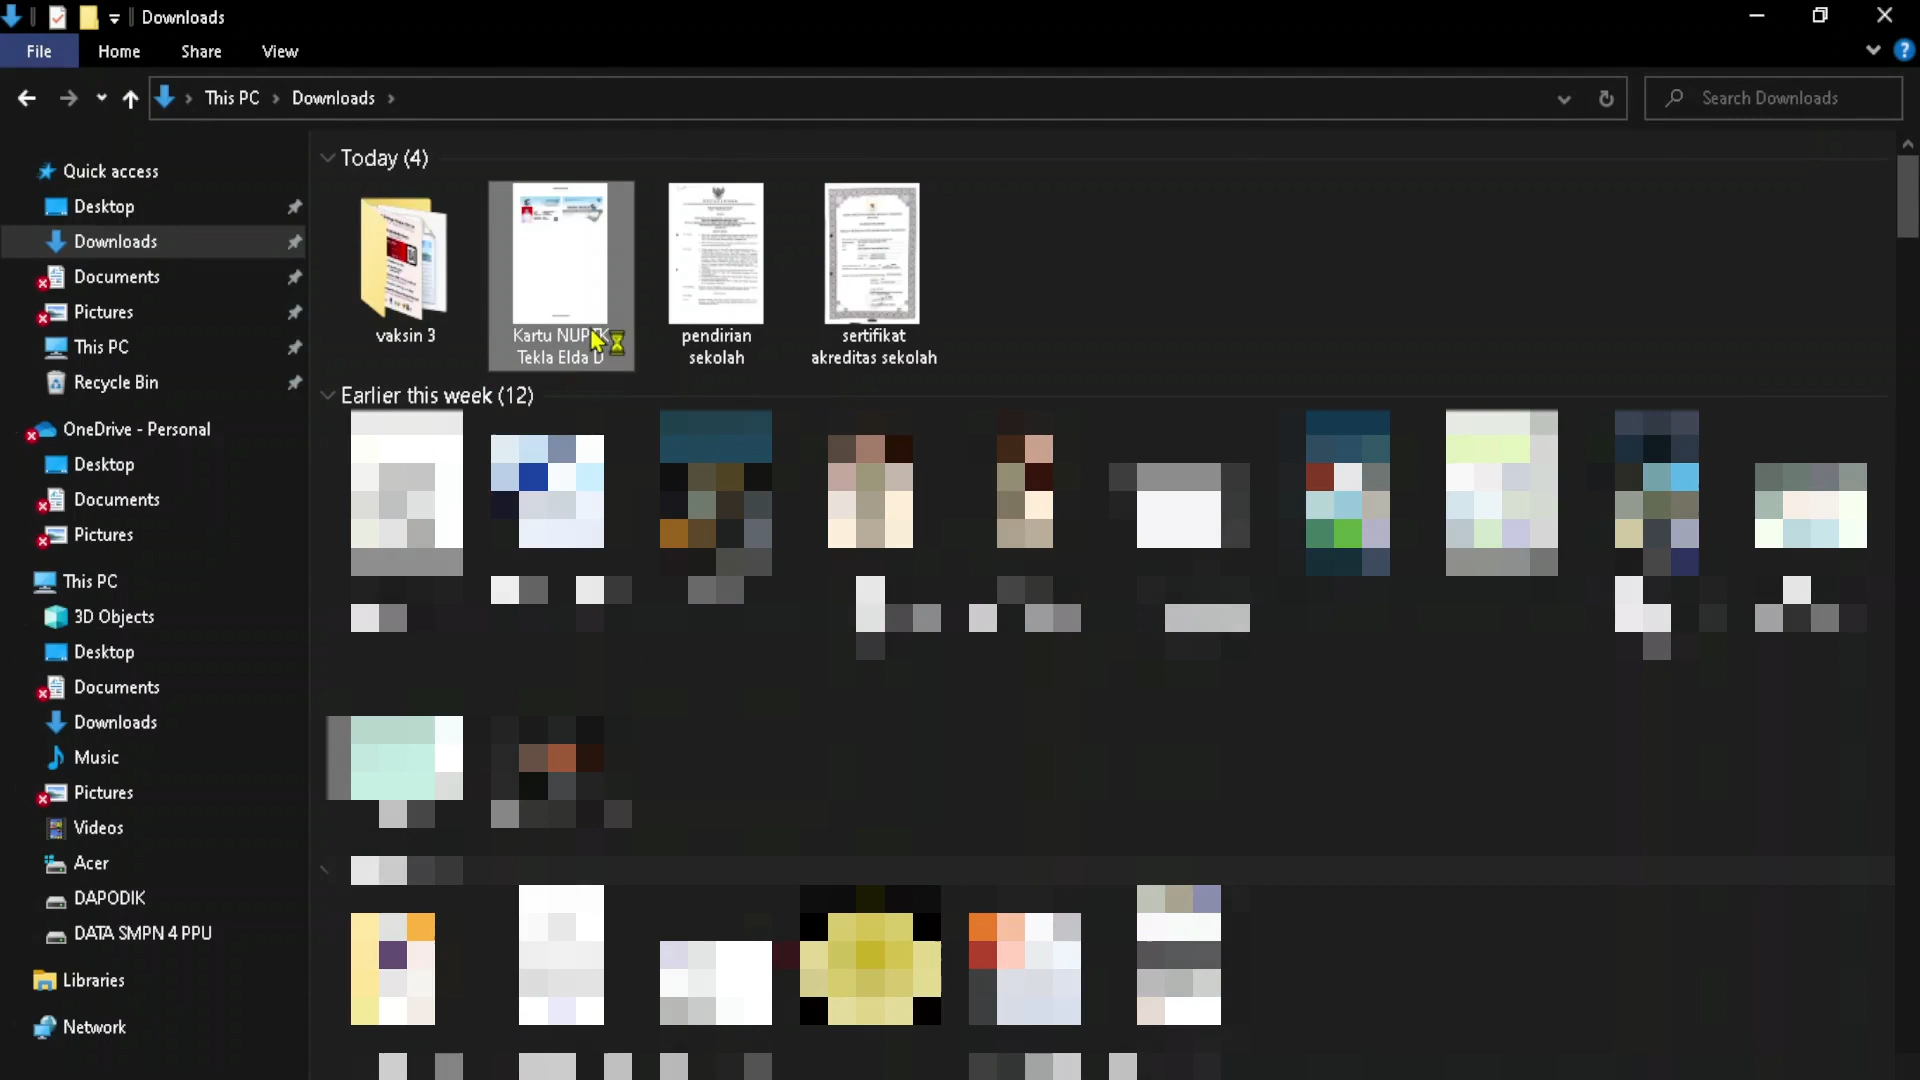 Downloads
File Home Share View
This PC Downloads
Search Downloads
Quick access
Desktop
Downloads
Documents
Pictures
This PC
Recycle Bin
OneDrive - Personal
Desktop
Documents
Pictures
This PC
3D Objects
Desktop
Documents
Downloads
Music
Pictures
Videos
Acer
DAPODIK
DATA SMPN 4 PPU
Libraries
Network
Today (4)
vaksin 3
Kartu
Tekla Elda D
pendirian
sekolah
sertifikat
akreditas sekolah
Earlier this week (12)